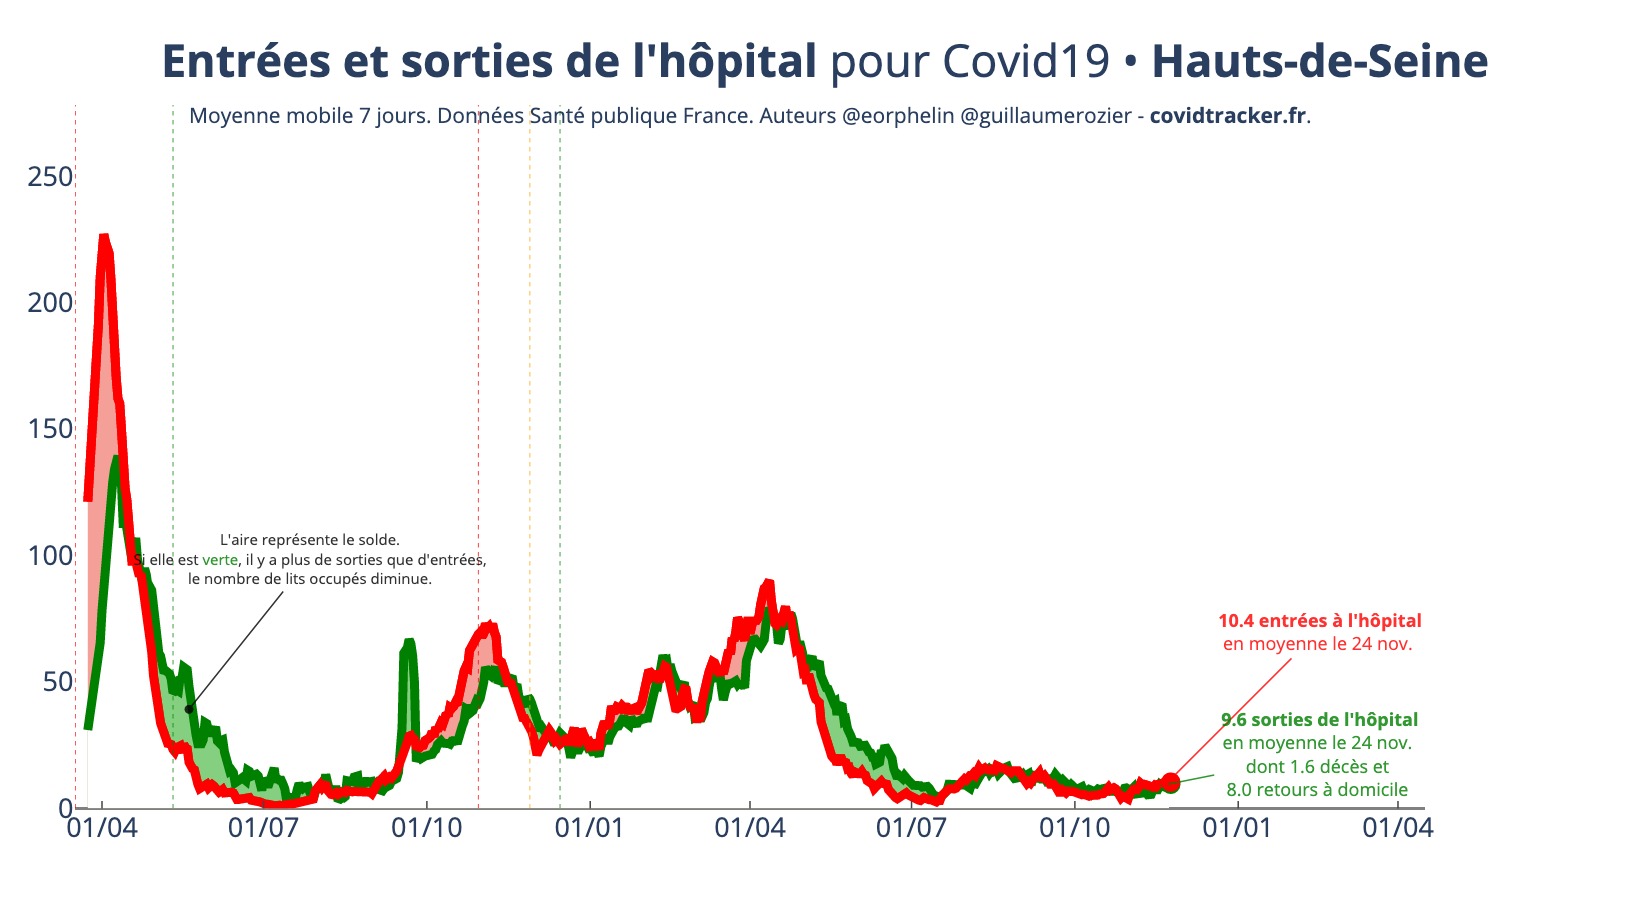 Entrées et sorties de l'hôpital pour Covid19 • Hauts-de-Seine
Moyenne mobile 7 jours. Données Santé publique France. Auteurs @eorphelin @guillaumerozier - covidtracker.fr.
250
200
150
100
50
0
L'aire représente le solde.
Si elle est verte, il y a plus de sorties que d'entrées,
le nombre de lits occupés diminue.
10.4 entrées à l'hôpital
en moyenne le 24 nov.
9.6 sorties de l'hôpital
en moyenne le 24 nov.
dont 1.6 décès et
8.0 retours à domicile
01/04 01/07 01/10 01/01 01/04 01/07 01/10 01/01 01/04